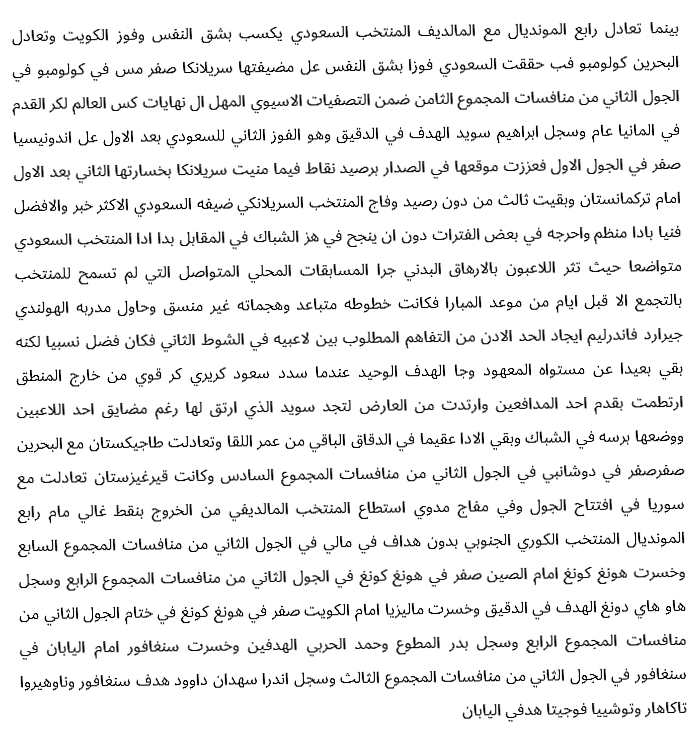 بينما تعادل رابع المونديال مع المالديف المنتخب السعودي يكسب بشق النفس وفوز الكويت وتعادل
البحرين كولومبو فب حققت السعودي فوزا بشق النفس عل مضيفتها سريلانكا صفر مس في كولومبو في
الجول الثاني من منافسات المجموع الثامن ضمن التصفيات الاسيوي المهل ال نهايات كس العالم لكر القدم
في المانيا عام وسجل ابراهيم سويد الهدف في الدقيق وهو الفوز الثاني للسعودي بعد الاول عل اندونيسيا
صفر في الجول الاول فعززت موقعها في الصدار برصيد نقاط فيما منيت سريلانكا بخسارتها الثاني بعد الاول
امام تركمانستان وبقيت ثالث من دون رصيد وفاج المنتخب السريلانكي ضيفه السعودي الاكثر خبر والافضل
فنيا بادا منظم واحرجه في بعض الفترات دون ان ينجح في هز الشباك في المقابل بدا ادا المنتخب السعودي
متواضعا حيث تثر اللاعبون بالارهاق البدني جرا المسابقات المحلي المتواصل التي لم تسمح للمنتخب
بالتجمع الا قبل ايام من موعد المبارا فكانت خطوطه متباعد وهجماته غير منسق وحاول مدربه الهولندي
جيرارد فاندرليم ايجاد الحد الادن من التفاهم المطلوب بين لاعبيه في الشوط الثاني فكان فضل نسبيا لكنه
بقي بعيدا عن مستواه المعهود وجا الهدف الوحيد عندما سدد سعود كريري كر قوي من خارج المنطق
ارتطمت بقدم احد المدافعين وارتدت من العارض لتجد سويد الذي ارتق لها رغم مضايق احد اللاعبين
ووضعها برسه في الشباك وبقي الادا عقيما في الدقاق الباقي من عمر اللقا وتعادلت طاجيكستان مع البحرين
صفرصفر في دوشانبي في الجول الثاني من منافسات المجموع السادس وكانت قيرغيزستان تعادلت مع
سوريا في افتتاح الجول وفي مفاج مدوي استطاع المنتخب المالديفي من الخروج بنقط غالي مام رابع
المونديال المنتخب الكوري الجنوبي بدون هداف في مالي في الجول الثاني من منافسات المجموع السابع
وخسرت هونغ كونغ امام الصين صفر في هونغ كونغ في الجول الثاني من منافسات المجموع الرابع وسجل
هاو هاي دونغ الهدف في الدقيق وخسرت ماليزيا امام الكويت صفر في هونغ كونغ في ختام الجول الثاني من
منافسات المجموع الرابع وسجل بدر المطوع وحمد الحربي الهدفين وخسرت سنغافور امام اليابان في
سنغافور في الجول الثاني من منافسات المجموع الثالث وسجل اندرا سهدان داوود هدف سنغافور وناوهيروا
تاكاهار وتوشييا فوجيتا هدفي اليابان